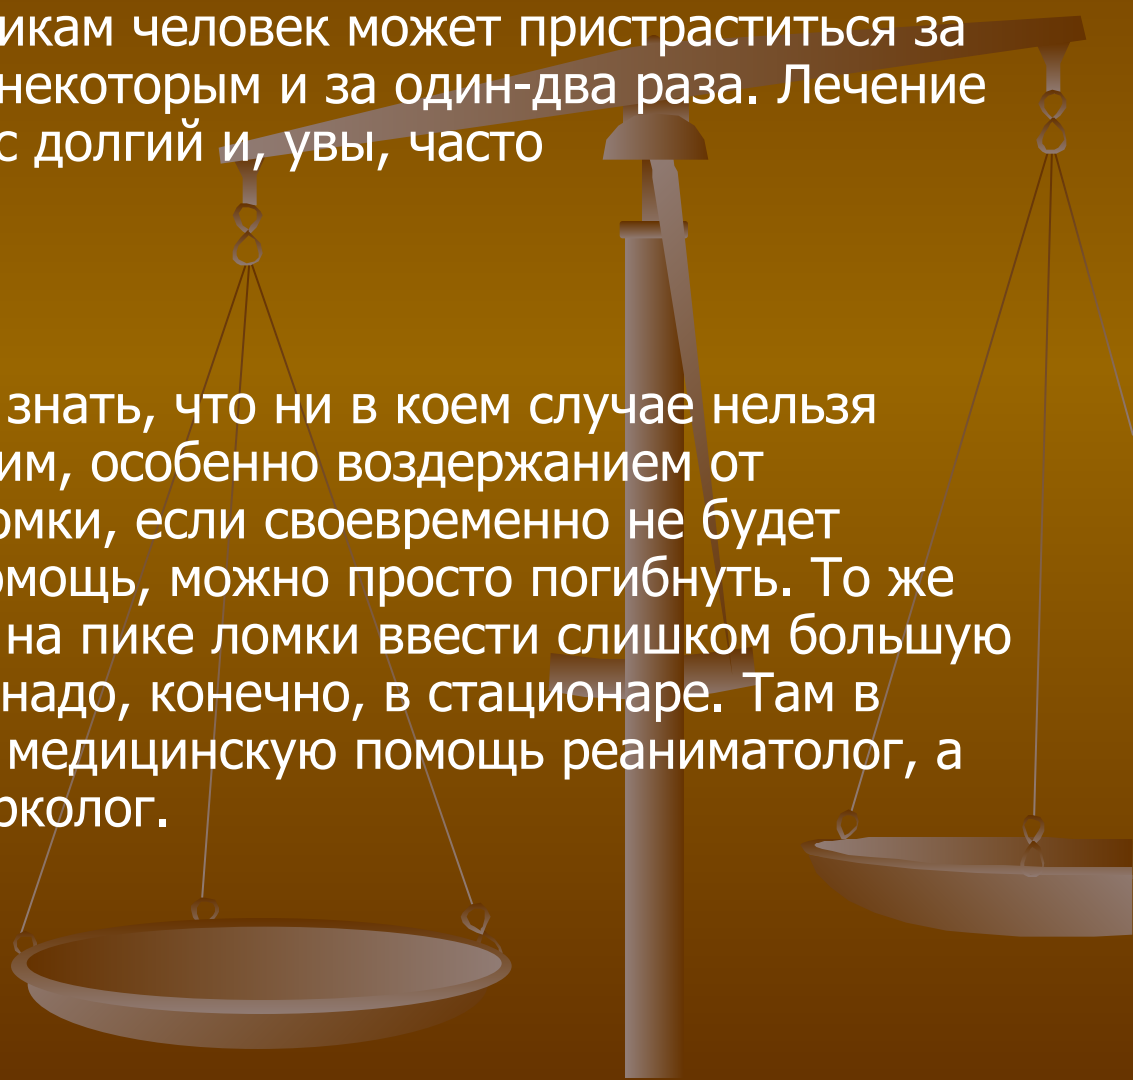 икам человек может пристраститься за
некоторым и за один-два раза. Лечение
с долгий и, увы, часто
знать, что ни в коем случае нельзя
им, особенно воздержанием от
омки, если своевременно не будет
омощь, можно просто погибнуть. То же
на пике ломки ввести слишком большую
надо, конечно, в стационаре. Там в
медицинскую помощь реаниматолог, а
рколог.